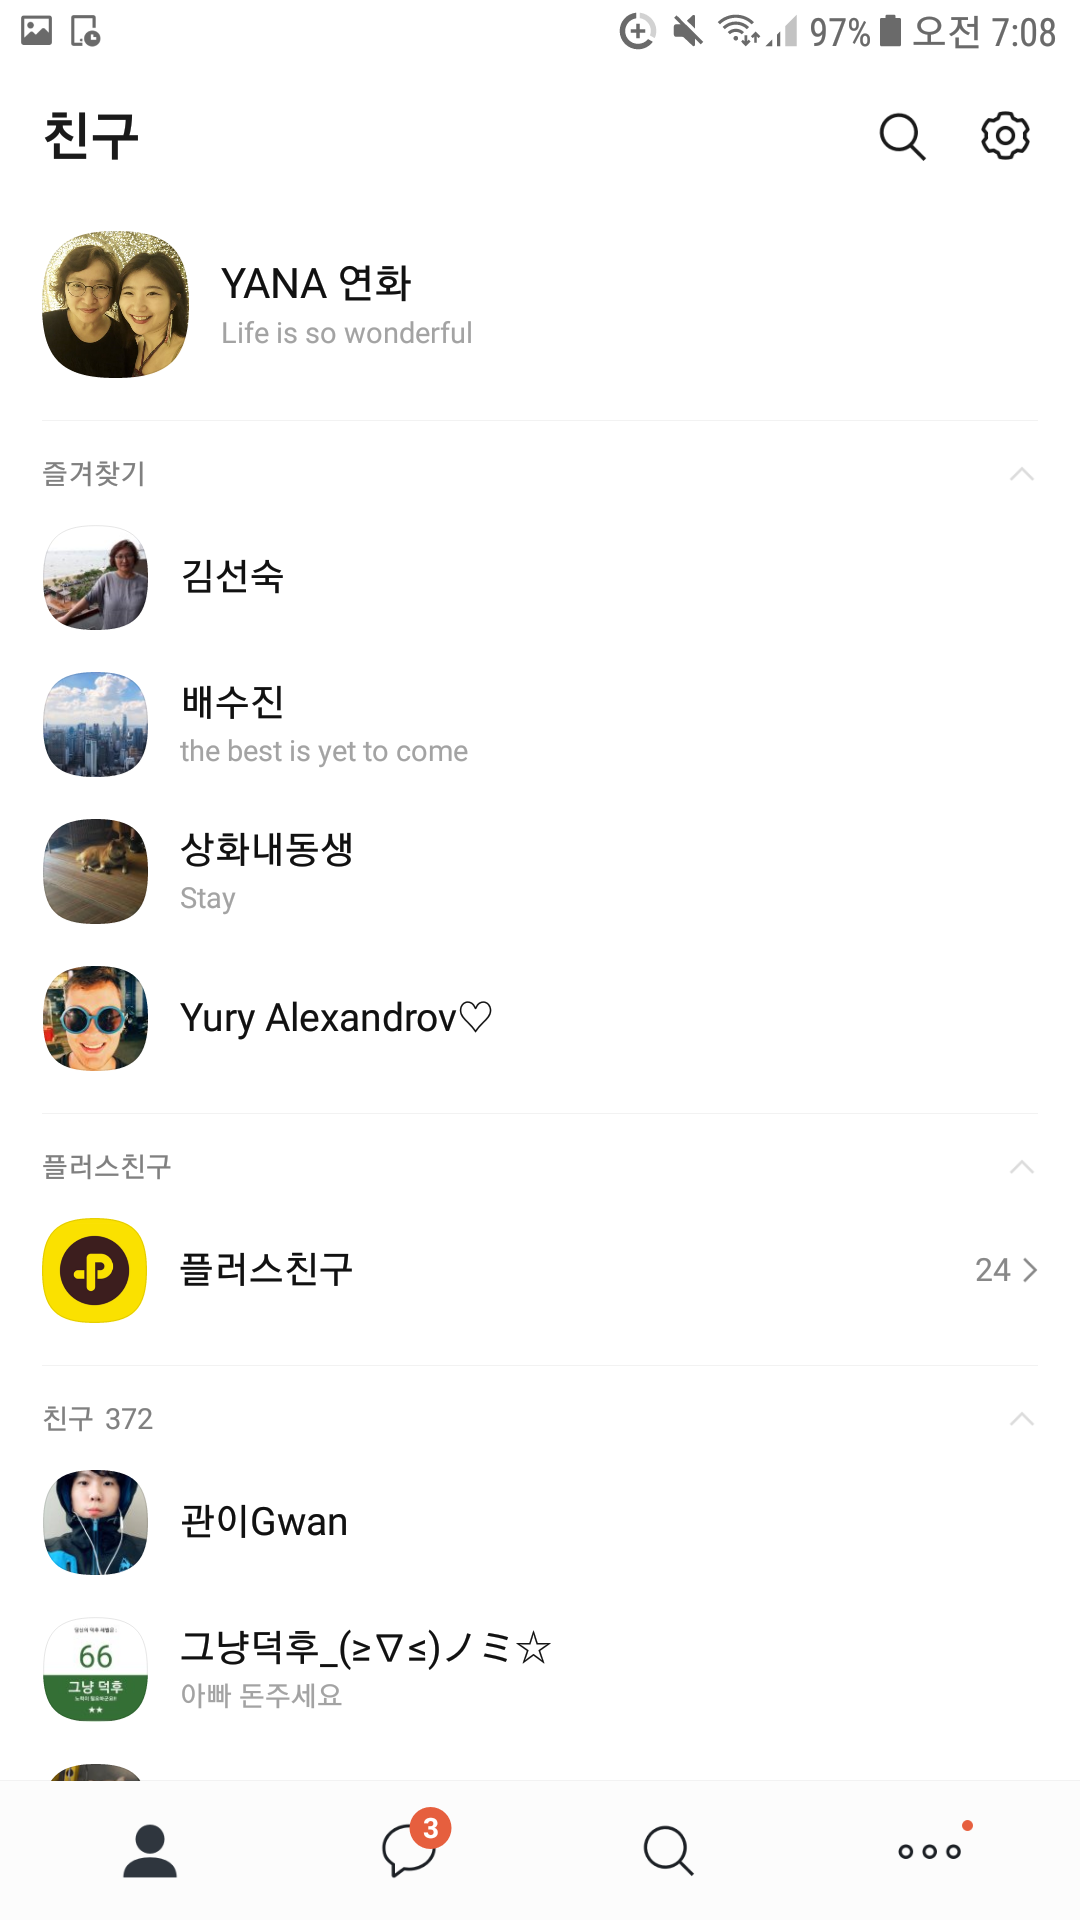 97% 오전 7:08
친구
YANA 연화
Life is so wonderful
즐겨찾기
김선숙
배수진
the best is yet to come
상화내동생
Stay
Yury Alexandrov♡
플러스친구
플러스친구
24
친구 372
관이Gwan
66
그냥 덕후
★★
그냥덕후_(≥∇≤)ノミ☆
아빠 돈주세요
3